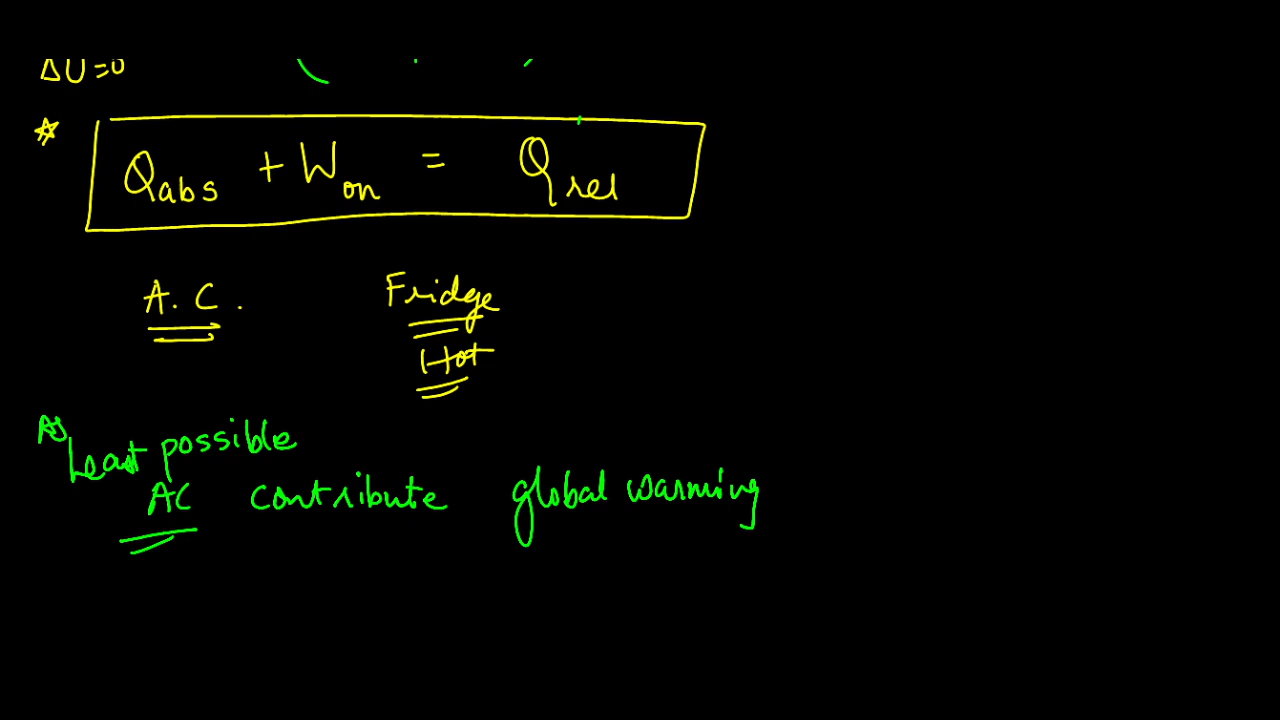 ΔU=0
Qabs + Won = Qrel
A.C. Fridge
Hot
Least possible
AC contribute global warming